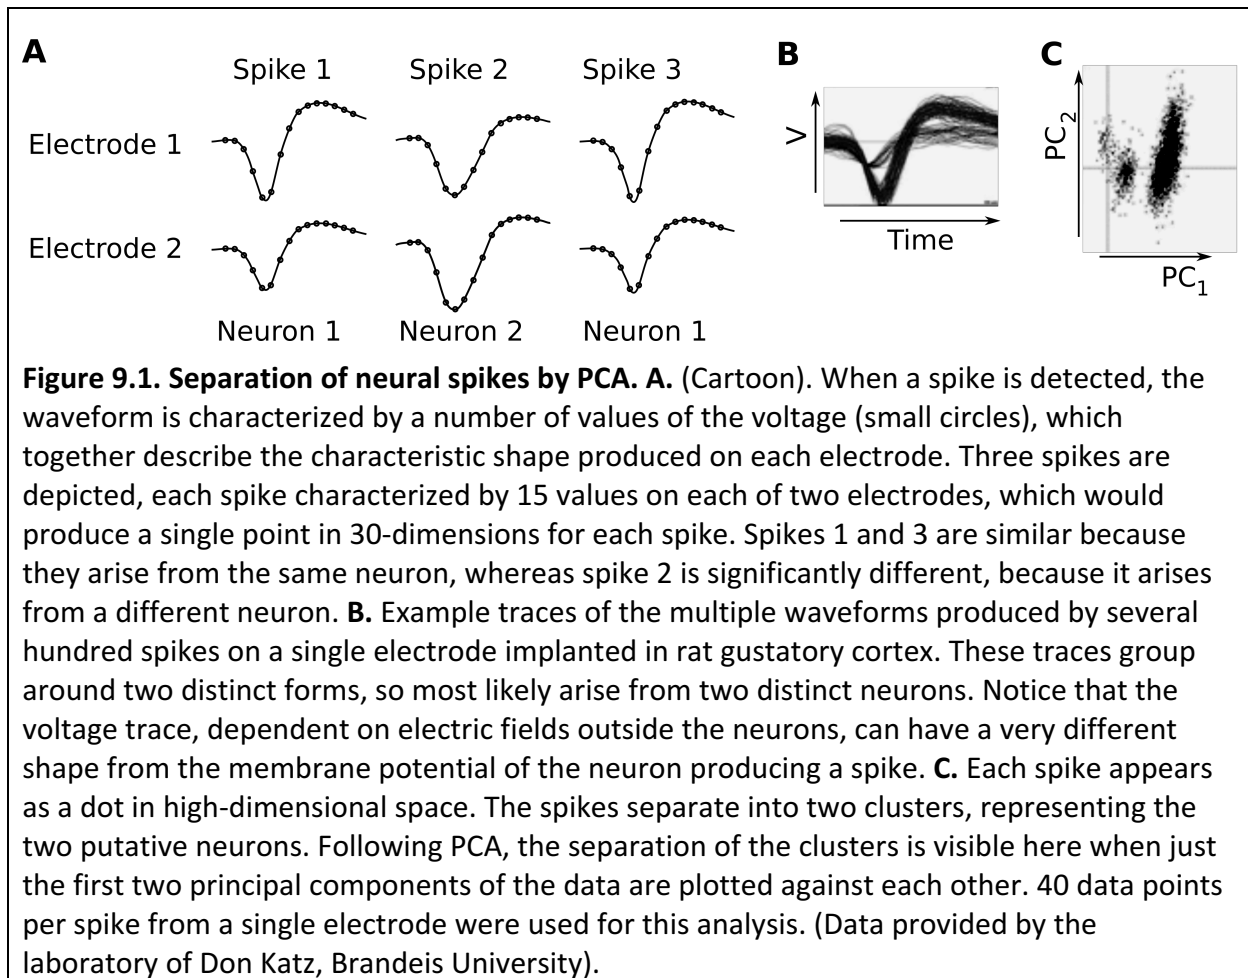 A
B
C
Spike 1
Spike 2
Spike 3
Electrode 1
Electrode 2
Neuron 1
Neuron 2
Neuron 1
V
Time
PC2
PC1
Figure 9.1. Separation of neural spikes by PCA. A. (Cartoon). When a spike is detected, the
waveform is characterized by a number of values of the voltage (small circles), which
together describe the characteristic shape produced on each electrode. Three spikes are
depicted, each spike characterized by 15 values on each of two electrodes, which would
produce a single point in 30-dimensions for each spike. Spikes 1 and 3 are similar because
they arise from the same neuron, whereas spike 2 is significantly different, because it arises
from a different neuron. B. Example traces of the multiple waveforms produced by several
hundred spikes on a single electrode implanted in rat gustatory cortex. These traces group
around two distinct forms, so most likely arise from two distinct neurons. Notice that the
voltage trace, dependent on electric fields outside the neurons, can have a very different
shape from the membrane potential of the neuron producing a spike. C. Each spike appears
as a dot in high-dimensional space. The spikes separate into two clusters, representing the
two putative neurons. Following PCA, the separation of the clusters is visible here when just
the first two principal components of the data are plotted against each other. 40 data points
per spike from a single electrode were used for this analysis. (Data provided by the
laboratory of Don Katz, Brandeis University).